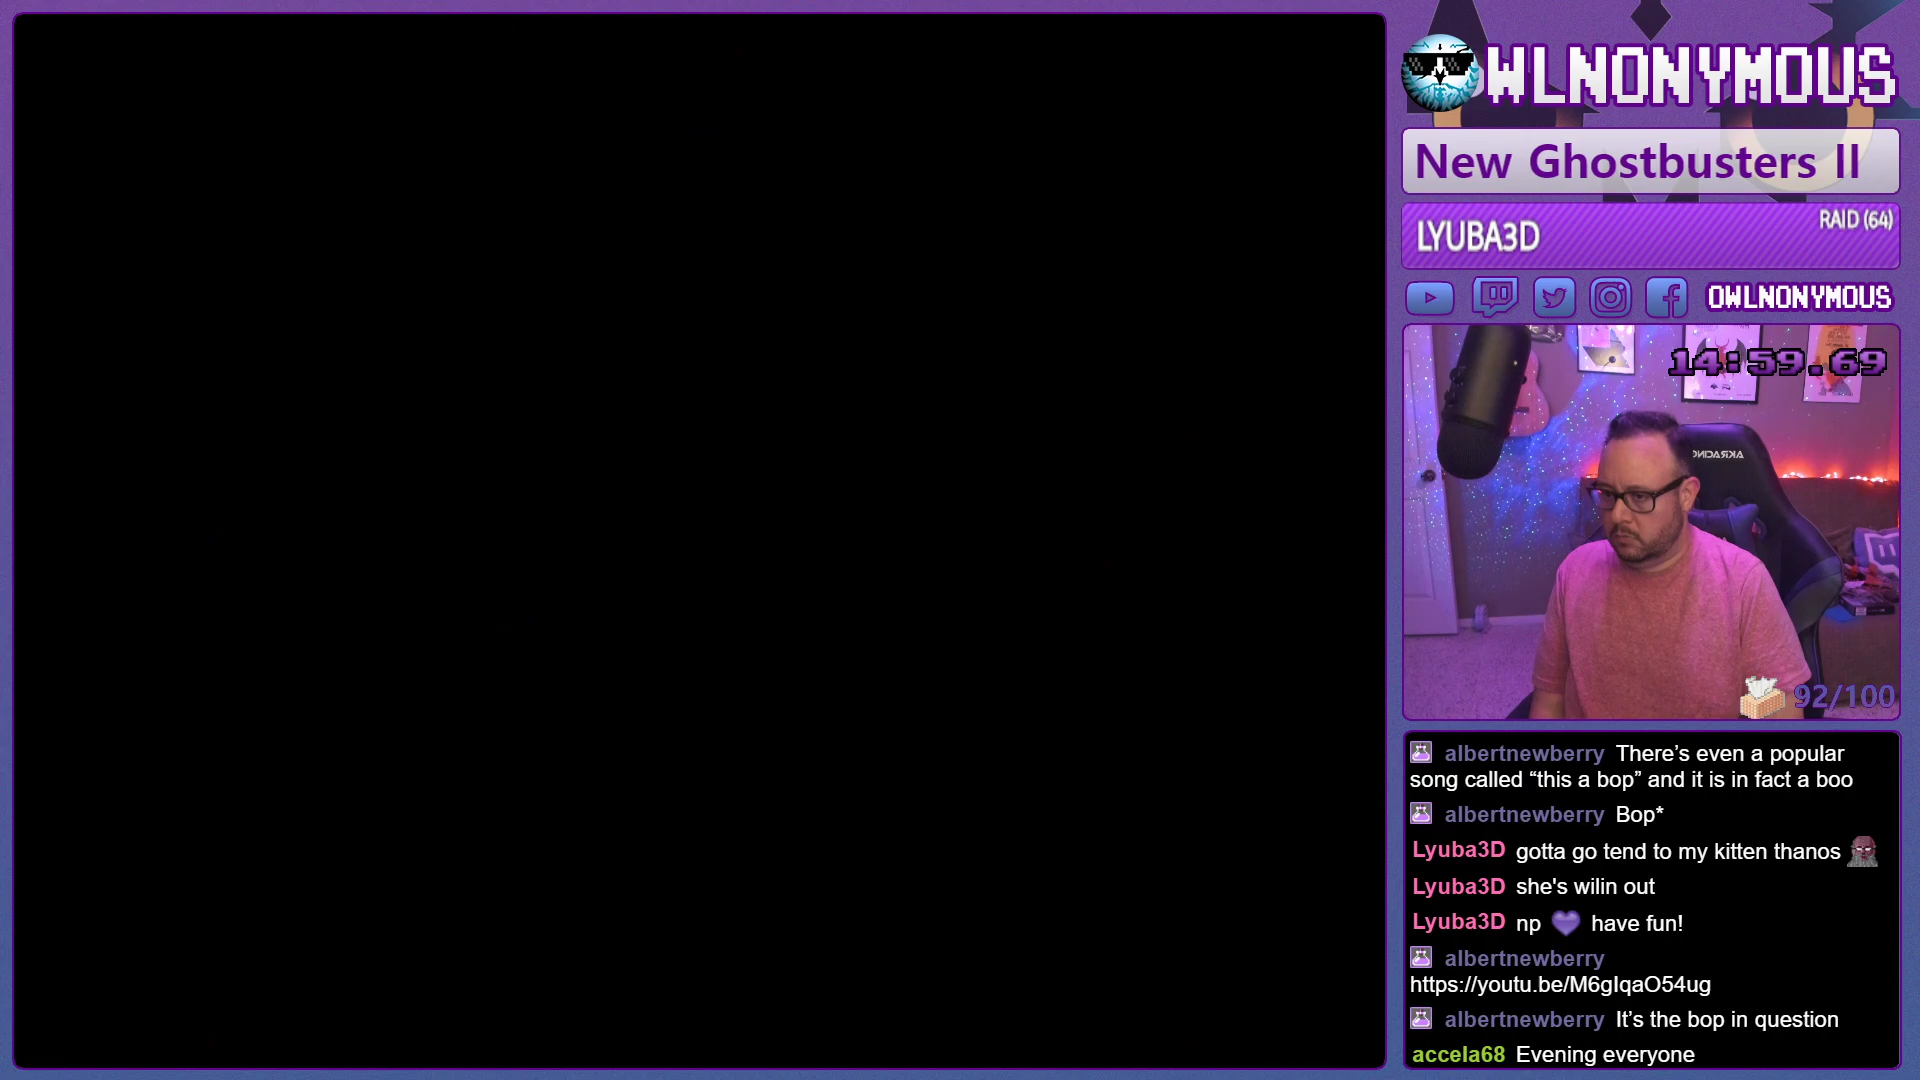 OWLNONYMOUS
New Ghostbusters II
RAID (64)
LYUBA3D
OWLNONYMOUS
14:59.69
AKRACING
92/100
albertnewberry There’s even a popular
song called “this a bop” and it is in fact a boo
albertnewberry Bop*
Lyuba3D gotta go tend to my kitten thanos
Lyuba3D she's wilin out
Lyuba3D np have fun!
albertnewberry
https://youtu.be/M6gIqaO54ug
albertnewberry It’s the bop in question
accela68 Evening everyone